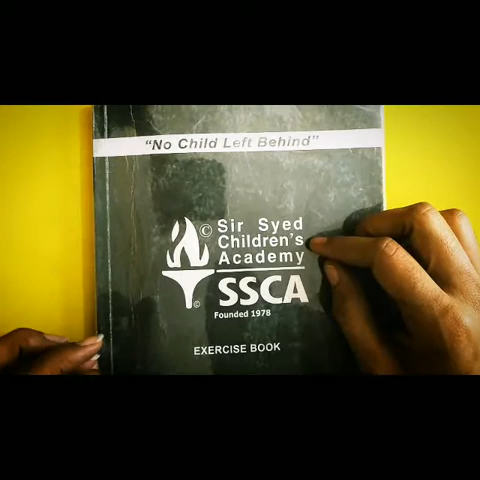 "No Child Left Behind"
© Sir Syed
Children's
Academy
SSCA
©
Founded 1978
EXERCISE BOOK